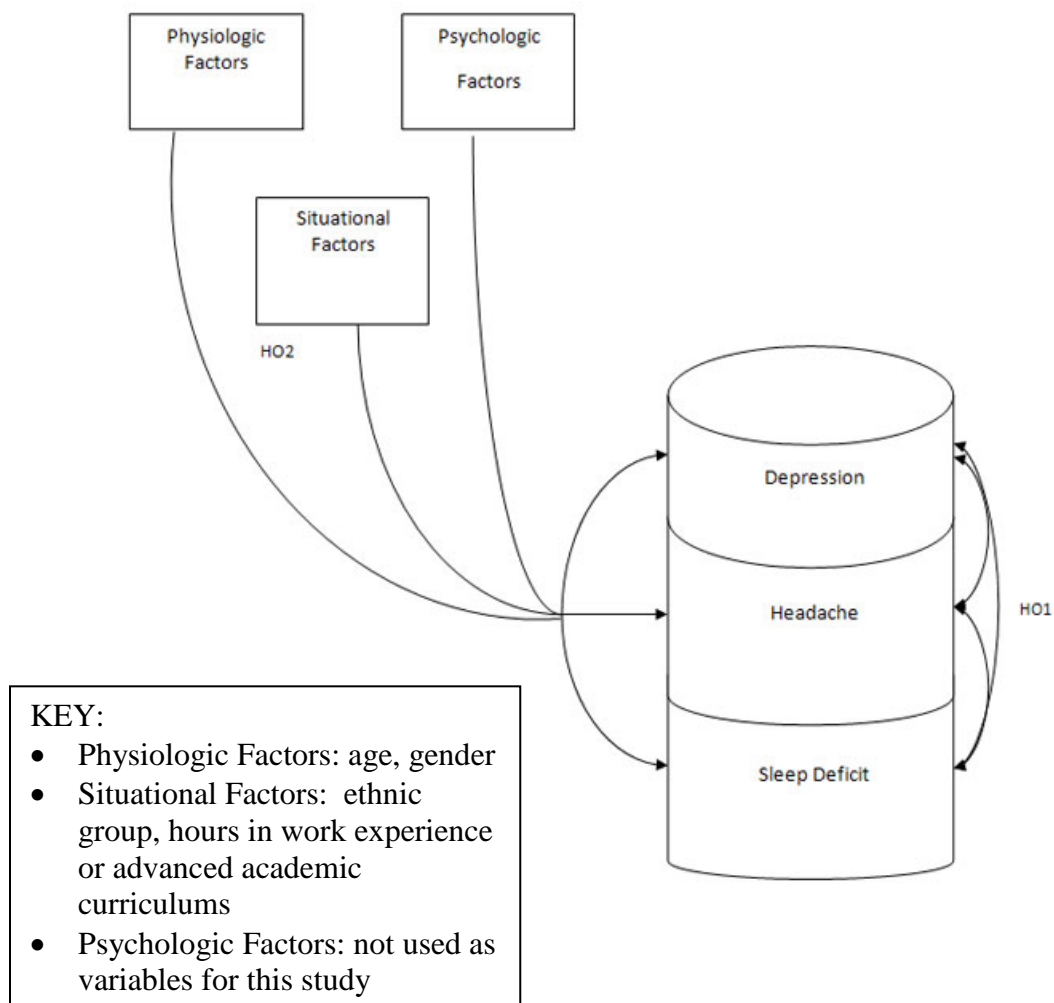 Physiologic
Factors
Psychologic
Factors
Situational
Factors
HO2
Depression
Headache
HO1
Sleep Deficit
KEY:
• Physiologic Factors: age, gender
• Situational Factors: ethnic
group, hours in work experience
or advanced academic
curriculums
• Psychologic Factors: not used as
variables for this study